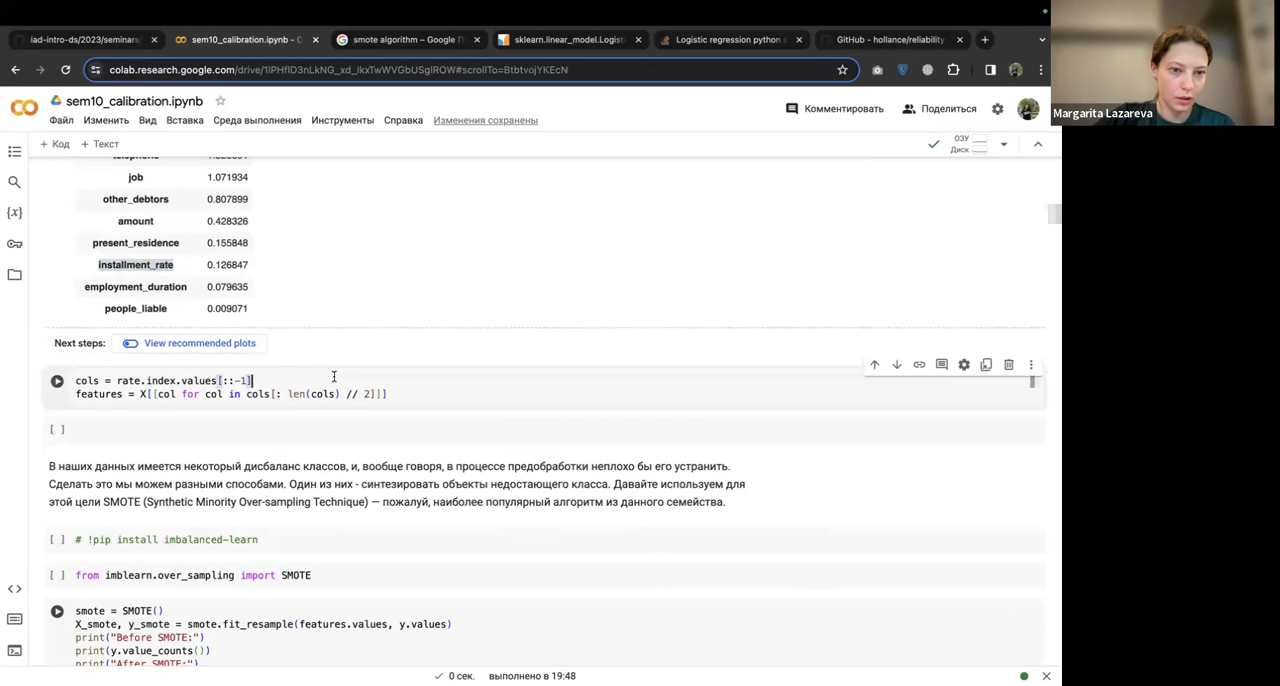 iad-intro-ds/2023/seminars
sem10_calibration.ipynb - C
smote algorithm – Google П
sklearn.linear_model.Logist
Logistic regression python s
GitHub - hollance/reliability-
colab.research.google.com/drive/1lPHfID3nLkNG_xd_IkxTwWVGbUSglROW#scrollTo=BtbtvojYKEcN
Margarita Lazareva
sem10_calibration.ipynb
Комментировать
Поделиться
Файл Изменить Вид Вставка Среда выполнения Инструменты Справка Изменения сохранены
+ Код + Текст
ОЗУ
Диск
job 1.071934
other_debtors 0.807899
amount 0.428326
present_residence 0.155848
installment_rate 0.126847
employment_duration 0.079635
people_liable 0.009071
Next steps: View recommended plots
cols = rate.index.values[::-1]
features = X[[col for col in cols[: len(cols) // 2]]]
[ ]
В наших данных имеется некоторый дисбаланс классов, и, вообще говоря, в процессе предобработки неплохо бы его устранить.
Сделать это мы можем разными способами. Один из них - синтезировать объекты недостающего класса. Давайте используем для
этой цели SMOTE (Synthetic Minority Over-sampling Technique) — пожалуй, наиболее популярный алгоритм из данного семейства.
[ ] # !pip install imbalanced-learn
[ ] from imblearn.over_sampling import SMOTE
smote = SMOTE()
X_smote, y_smote = smote.fit_resample(features.values, y.values)
print("Before SMOTE:")
print(y.value_counts())
print("After SMOTE:")
0 сек. выполнено в 19:48